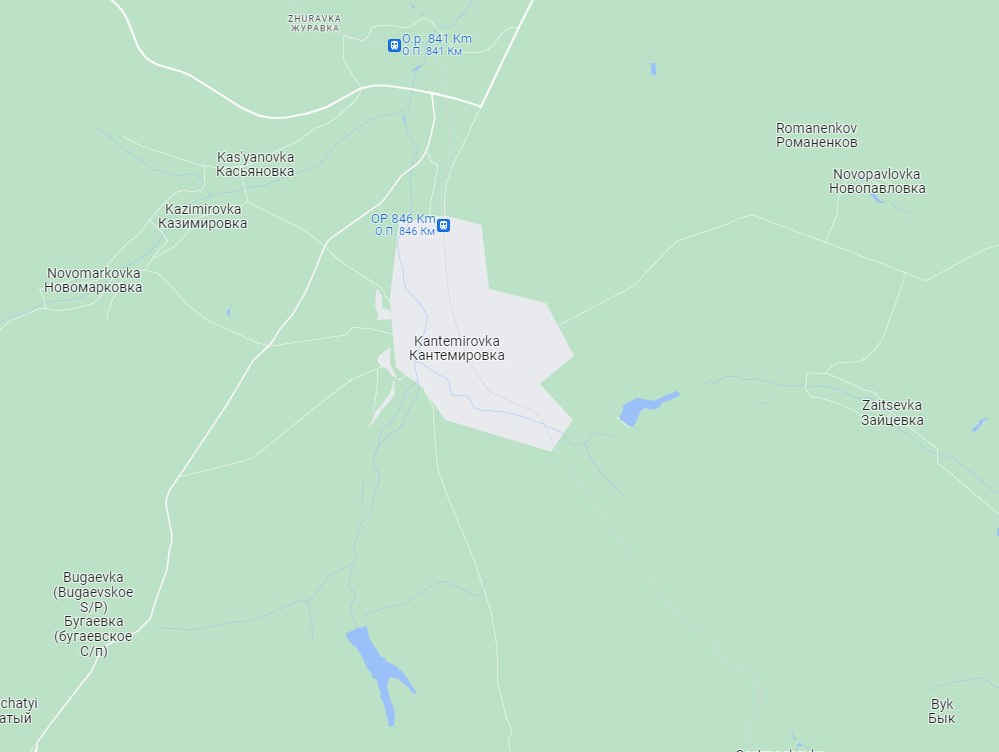 ZHURAVKA
ЖУРАВКА
O.p. 841 Km
О.П. 841 Км
Romanenkov
Романенков
Kas'yanovka
Касьяновка
Novopavlovka
Новопавловка
Kazimirovka
Казимировка
OP 846 Km
О.П. 846 Км
Novomarkovka
Новомарковка
Kantemirovka
Кантемировка
Zaitsevka
Зайцевка
Bugaevka
(Bugaevskoe
S/P)
Бугаевка
(бугаевское
С/п)
chatyi
атый
Byk
Бык